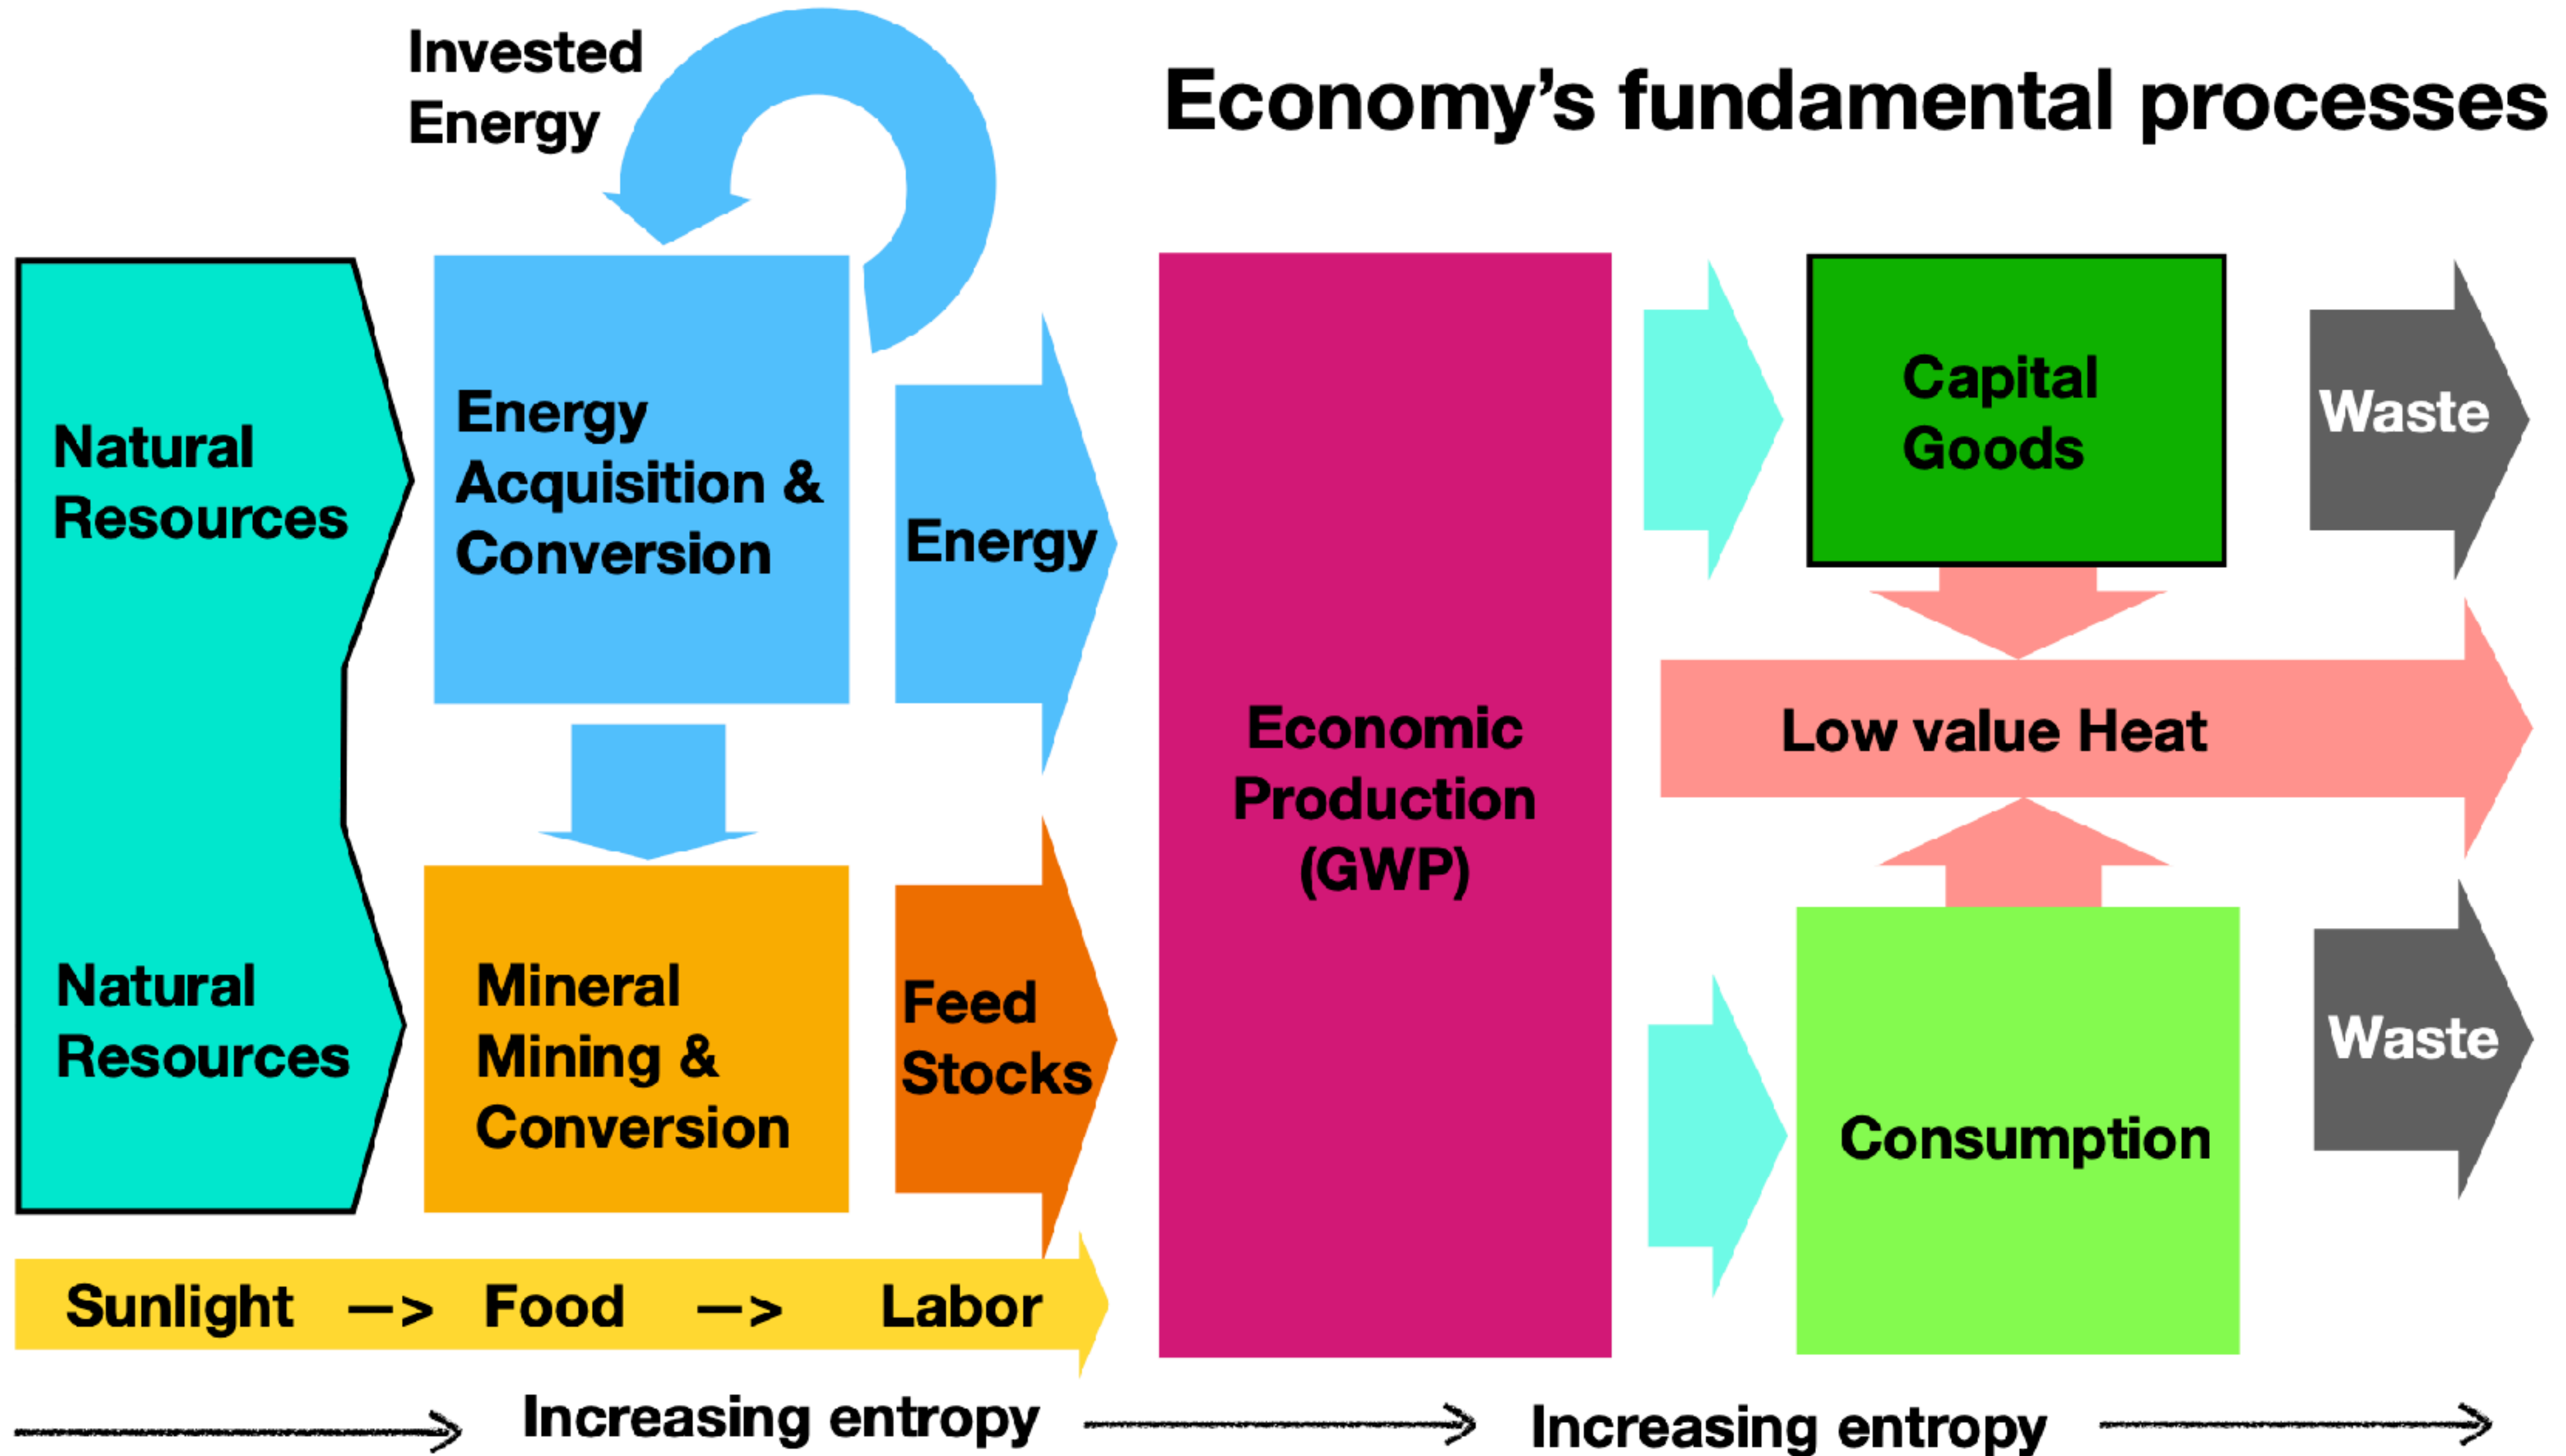 Invested
Energy
Economy’s fundamental processes
Natural
Resources
Energy
Acquisition &
Conversion
Energy
Capital
Goods
Waste
Economic
Production
(GWP)
Low value Heat
Natural
Resources
Mineral
Mining &
Conversion
Feed
Stocks
Consumption
Waste
Sunlight —> Food —> Labor
Increasing entropy
Increasing entropy